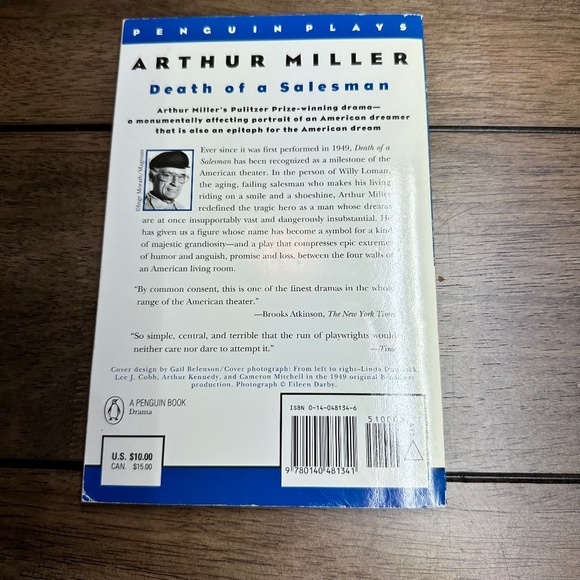 PENGUIN PLAYS
ARTHUR MILLER
Death of a Salesman
Arthur Miller's Pulitzer Prize-winning drama—
a monumentally affecting portrait of an American dreamer
that is also an epitaph for the American dream
©Inge Morath/Magnum
Ever since it was first performed in 1949, Death of a
Salesman has been recognized as a milestone of the
American theater. In the person of Willy Loman,
the aging, failing salesman who makes his living
riding on a smile and a shoeshine, Arthur Miller
redefined the tragic hero as a man whose dreams
are at once insupportably vast and dangerously insubstantial. He
has given us a figure whose name has become a symbol for a kind
of majestic grandiosity—and a play that compresses epic extremes
of humor and anguish, promise and loss, between the four walls of
an American living room.
"By common consent, this is one of the finest dramas in the whole
range of the American theater."
—Brooks Atkinson, The New York Times
"So simple, central, and terrible that the run of playwrights would
neither care nor dare to attempt it."
—Time
Cover design by Gail Belenson/Cover photograph: From left to right–Linda
Lee J. Cobb, Arthur Kennedy, and Cameron Mitchell in the 1949 original Broadway
production. Photograph © Eileen Darby.
A PENGUIN BOOK
Drama
U.S. $10.00
CAN. $15.00
ISBN 0-14-048134-6
9 780140 481341